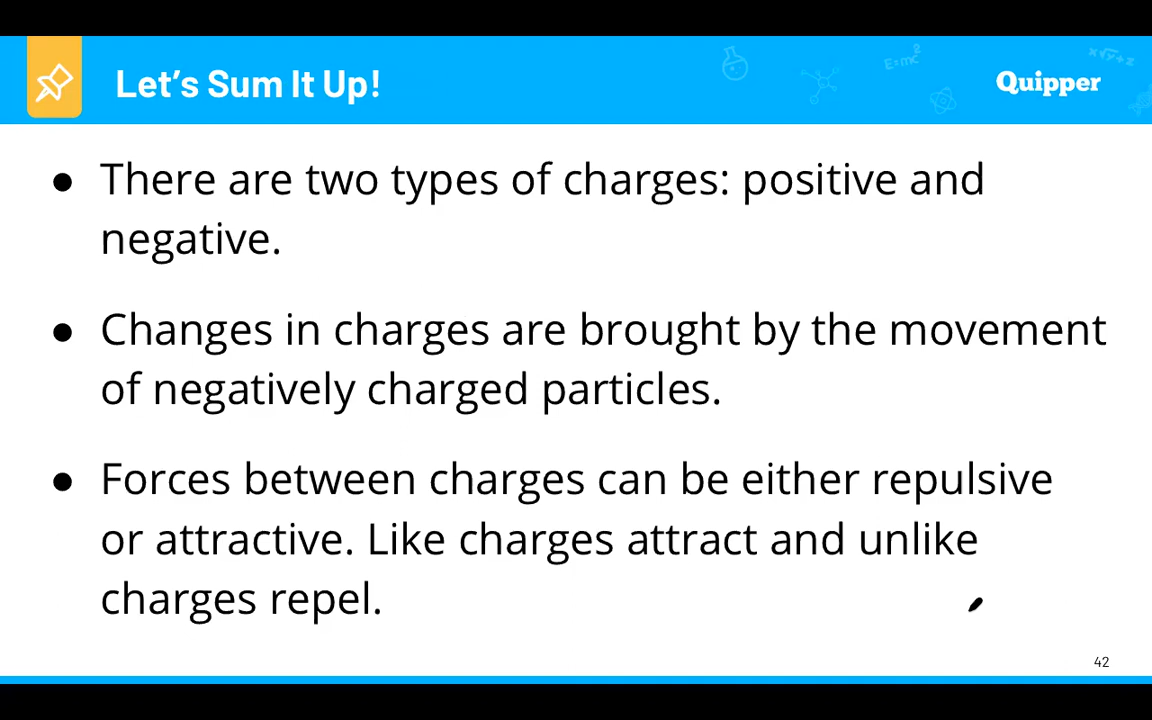 Let's Sum It Up!
E=mc²
Quipper
● There are two types of charges: positive and
negative.
● Changes in charges are brought by the movement
of negatively charged particles.
● Forces between charges can be either repulsive
or attractive. Like charges attract and unlike
charges repel.
42